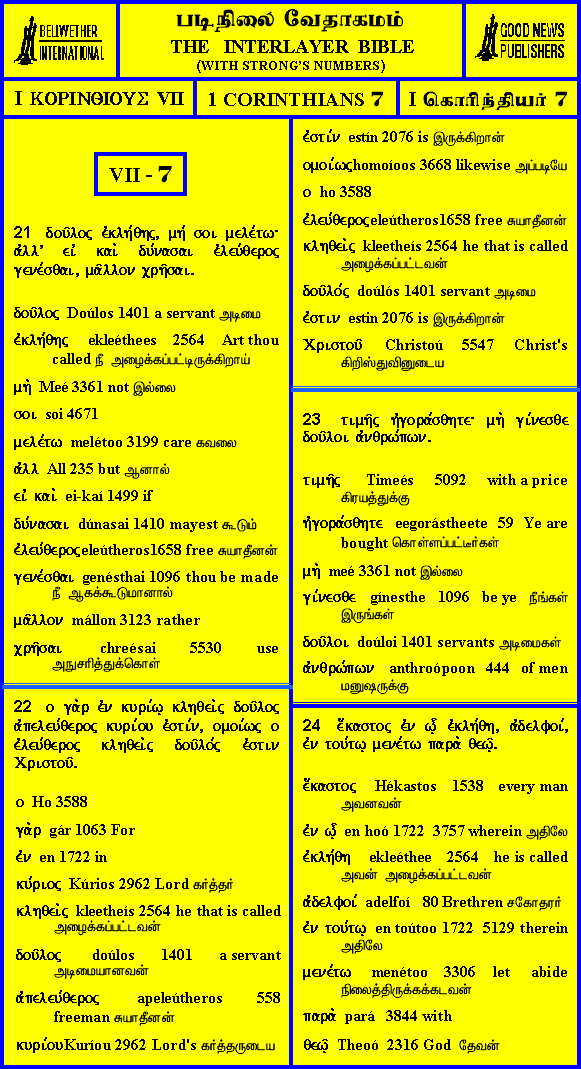 BELLWETHER
INTERNATIONAL
படிநிலை வேதாகமம்
THE INTERLAYER BIBLE
(WITH STRONG'S NUMBERS)
GOOD NEWS
PUBLISHERS
I ΚΟΡΙΝΘΙΟΥΣ VII
1 CORINTHIANS 7
I கொரிந்தியர் 7
VII - 7
21 δοῦλος ἐκλήθης, μή σοι μελέτω·
ἀλλ' εἰ καὶ δύνασαι ἐλεύθερος
γενέσθαι, μᾶλλον χρῆσαι.
δοῦλος Doúlos 1401 a servant அடிமை
ἐκλήθης ekleéthees 2564 Art thou
called நீ அழைக்கப்பட்டிருக்கிறாய்
μὴ Meé 3361 not இல்லை
σοι soi 4671
μελέτω melétoo 3199 care கவலை
ἀλλ All 235 but ஆனால்
εἰ καὶ ei-kaí 1499 if
δύνασαι dúnasai 1410 mayest கூடும்
ἐλεύθερος eleútheros 1658 free சுயாதீனன்
γενέσθαι genésthai 1096 thou be made
நீ ஆகக்கூடுமானால்
μᾶλλον mállon 3123 rather
χρῆσαι chreésai 5530 use
அநுசரித்துக்கொள்
22 ο γὰρ ἐν κυρίῳ κληθεὶς δοῦλος
ἀπελεύθερος κυρίου ἐστίν, ομοίως ο
ἐλεύθερος κληθεὶς δοῦλός ἐστιν
Χριστοῦ.
ο Ho 3588
γὰρ gár 1063 For
ἐν en 1722 in
κύριος Kúrios 2962 Lord கர்த்தர்
κληθεὶς kleetheís 2564 he that is called
அழைக்கப்பட்டவன்
δοῦλος doúlos 1401 a servant
அடிமையானவன்
ἀπελεύθερος apeleútheros 558
freeman சுயாதீனன்
κυρίου Kuríou 2962 Lord's கர்த்தருடைய
ἐστίν estín 2076 is இருக்கிறான்
ομοίως homoíoos 3668 likewise அப்படியே
ο ho 3588
ἐλεύθερος eleútheros 1658 free சுயாதீனன்
κληθεὶς kleetheís 2564 he that is called
அழைக்கப்பட்டவன்
δουλός doúlós 1401 servant அடிமை
ἐστιν estin 2076 is இருக்கிறான்
Χριστοῦ Christoú 5547 Christ's
கிறிஸ்துவினுடைய
23 τιμῆς ἠγοράσθητε· μὴ γίνεσθε
δοῦλοι ἀνθρώπων.
τιμῆς Timeés 5092 with a price
கிரயத்துக்கு
ἠγοράσθητε eegorástheete 59 Ye are
bought கொள்ளப்பட்டீர்கள்
μὴ meé 3361 not இல்லை
γίνεσθε gínesthe 1096 be ye நீங்கள்
இருங்கள்
δοῦλοι doúloi 1401 servants அடிமைகள்
ἀνθρώπων anthroópoon 444 of men
மனுஷருக்கு
24 ἕκαστος ἐν ᾧ ἐκλήθη, ἀδελφοί,
ἐν τούτῳ μενέτω παρὰ θεῷ.
ἕκαστος Hékastos 1538 every man
அவனவன்
ἐν ᾧ en hoó 1722 3757 wherein அதிலே
ἐκλήθη ekleéthee 2564 he is called
அவன் அழைக்கப்பட்டவன்
ἀδελφοί adelfoí 80 Brethren சகோதரர்
ἐν τούτῳ en toútoo 1722 5129 therein
அதிலே
μενέτω menétoo 3306 let abide
நிலைத்திருக்கக்கடவன்
παρὰ pará 3844 with
θεῷ Theoó 2316 God தேவன்